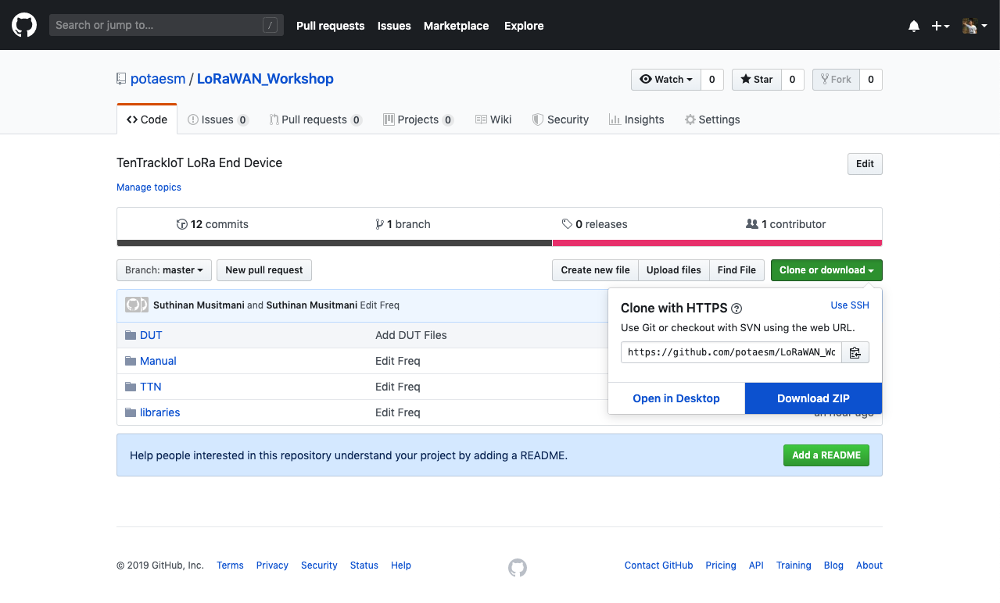 Search or jump to... / Pull requests Issues Marketplace Explore
potaesm / LoRaWAN_Workshop Watch 0 Star 0 Fork 0
Code Issues 0 Pull requests 0 Projects 0 Wiki Security Insights Settings
TenTrackIoT LoRa End Device Edit
Manage topics
12 commits 1 branch 0 releases 1 contributor
Branch: master New pull request Create new file Upload files Find File Clone or download
Suthinan Musitmani and Suthinan Musitmani Edit Freq
DUT Add DUT Files
Manual Edit Freq
TTN Edit Freq
libraries Edit Freq an hour ago
Clone with HTTPS ? Use SSH
Use Git or checkout with SVN using the web URL.
https://github.com/potaesm/LoRaWAN_Wo
Open in Desktop Download ZIP
Help people interested in this repository understand your project by adding a README. Add a README
© 2019 GitHub, Inc. Terms Privacy Security Status Help Contact GitHub Pricing API Training Blog About